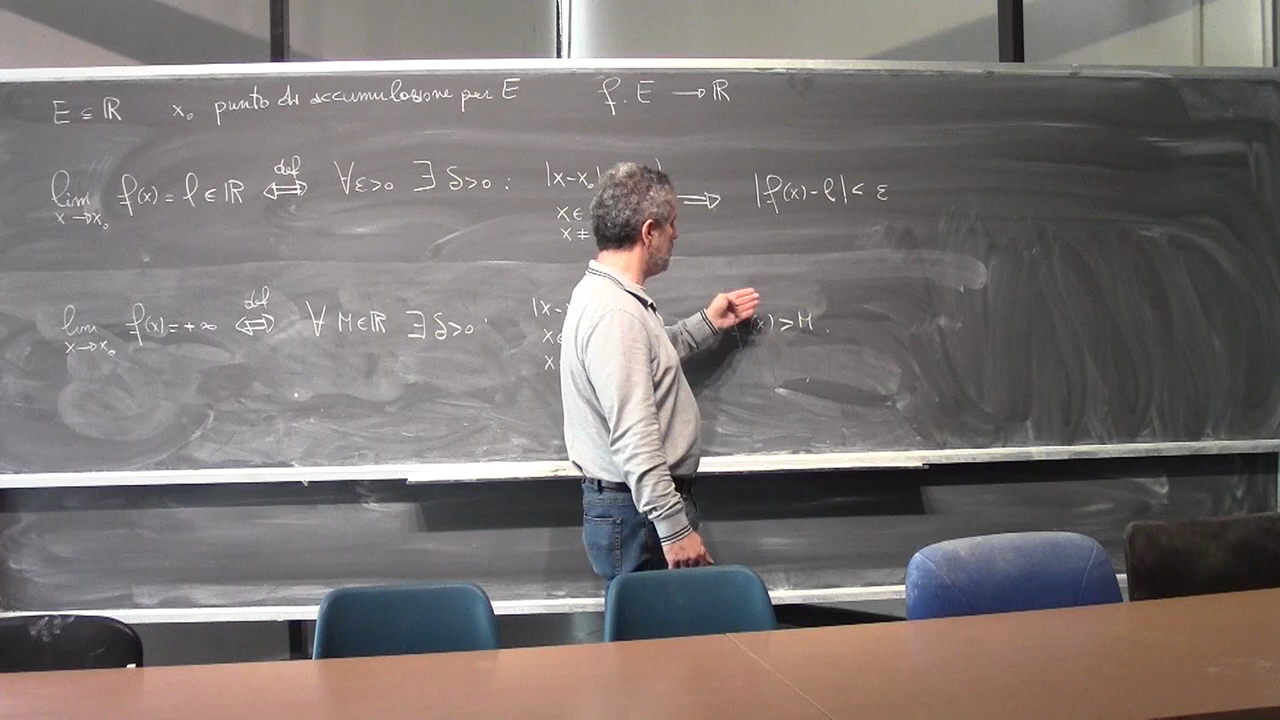 E ⊆ ℝ x₀ punto di accumulazione per E f: E → ℝ
lim f(x) = ℓ ∈ ℝ ⟺ def ∀ε>0 ∃ δ>0 : |x-x₀| ⟹ |f(x)-ℓ| < ε
x→x₀ x∈
x≠
lim f(x) = +∞ ⟺ def ∀ M∈ℝ ∃ δ>0 : |x- (x) > M .
x→x₀ x∈
x